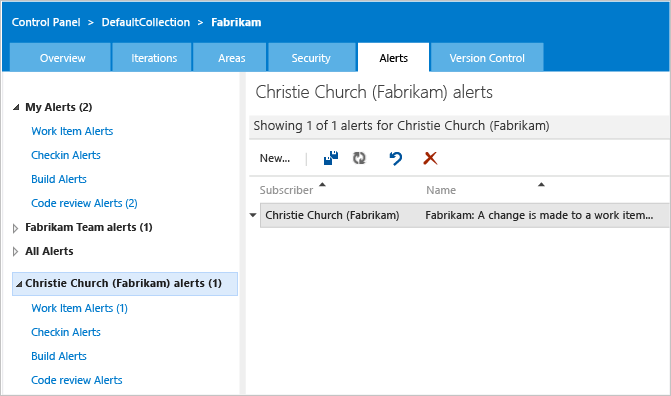 Control Panel > DefaultCollection > Fabrikam
Overview Iterations Areas Security Alerts Version Control
My Alerts (2)
Work Item Alerts
Checkin Alerts
Build Alerts
Code review Alerts (2)
Fabrikam Team alerts (1)
All Alerts
Christie Church (Fabrikam) alerts (1)
Work Item Alerts (1)
Checkin Alerts
Build Alerts
Code review Alerts
Christie Church (Fabrikam) alerts
Showing 1 of 1 alerts for Christie Church (Fabrikam)
New...
Subscriber Name
Christie Church (Fabrikam) Fabrikam: A change is made to a work item...